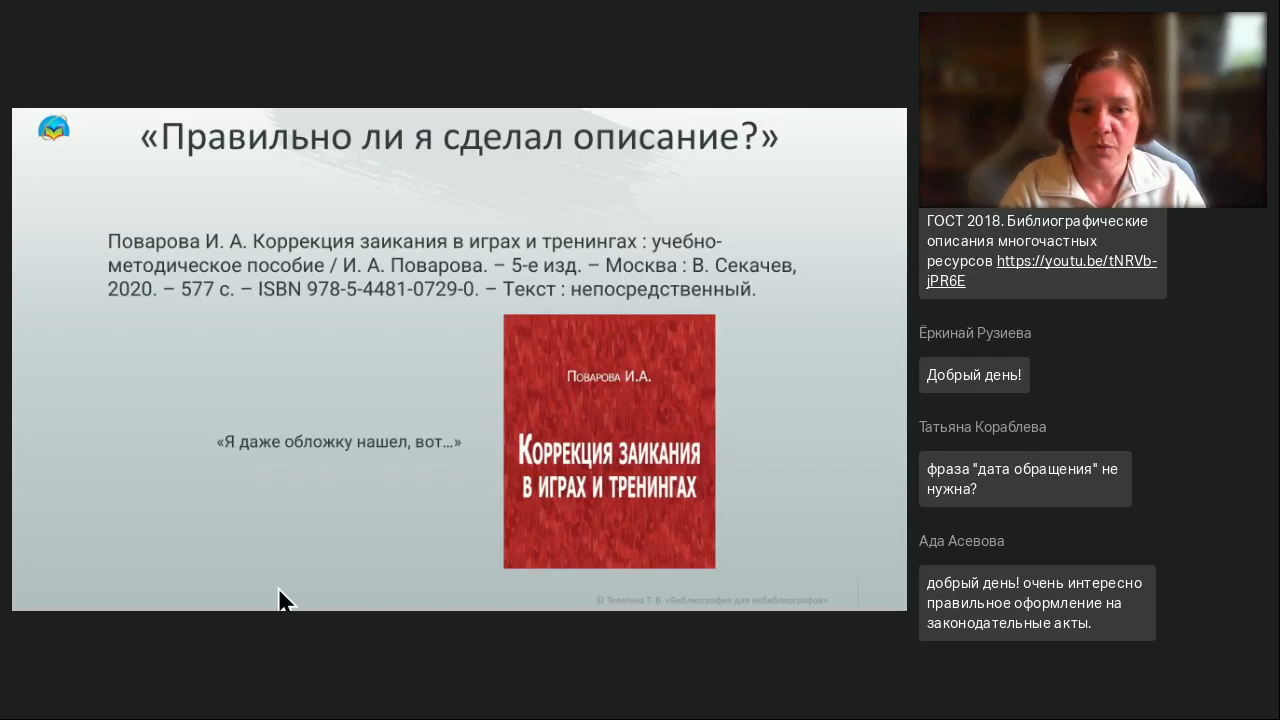 «Правильно ли я сделал описание?»
Поварова И. А. Коррекция заикания в играх и тренингах : учебно-
методическое пособие / И. А. Поварова. – 5-е изд. – Москва : В. Секачев,
2020. – 577 с. – ISBN 978-5-4481-0729-0. – Текст : непосредственный.
«Я даже обложку нашел, вот…»
Поварова И.А.
Коррекция заикания
в играх и тренингах
© Телегина Т. В. «Библиография для небиблиографов»
ГОСТ 2018. Библиографические
описания многочастных
ресурсов https://youtu.be/tNRVb-
jPR6E
Ёркинай Рузиева
Добрый день!
Татьяна Кораблева
фраза "дата обращения" не
нужна?
Ада Асевова
добрый день! очень интересно
правильное оформление на
законодательные акты.